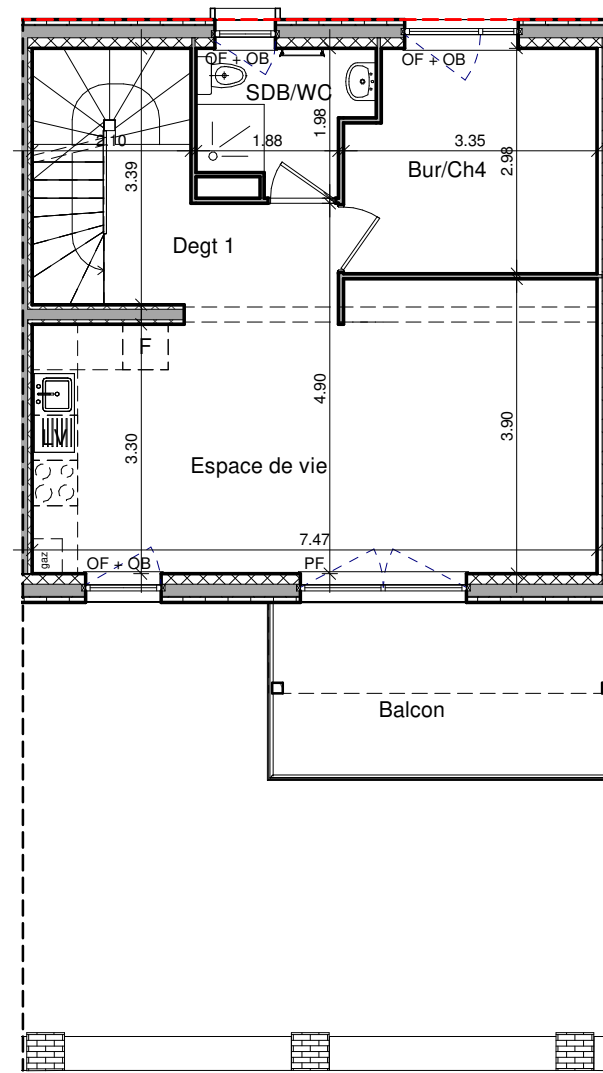 OF + OB
OF + OB
SDB/WC
1.98
2.10
1.88
3.35
2.98
Bur/Ch4
3.39
Degt 1
F
4.90
3.90
LV
3.30
Espace de vie
7.47
gaz
OF + OB
PF
Balcon